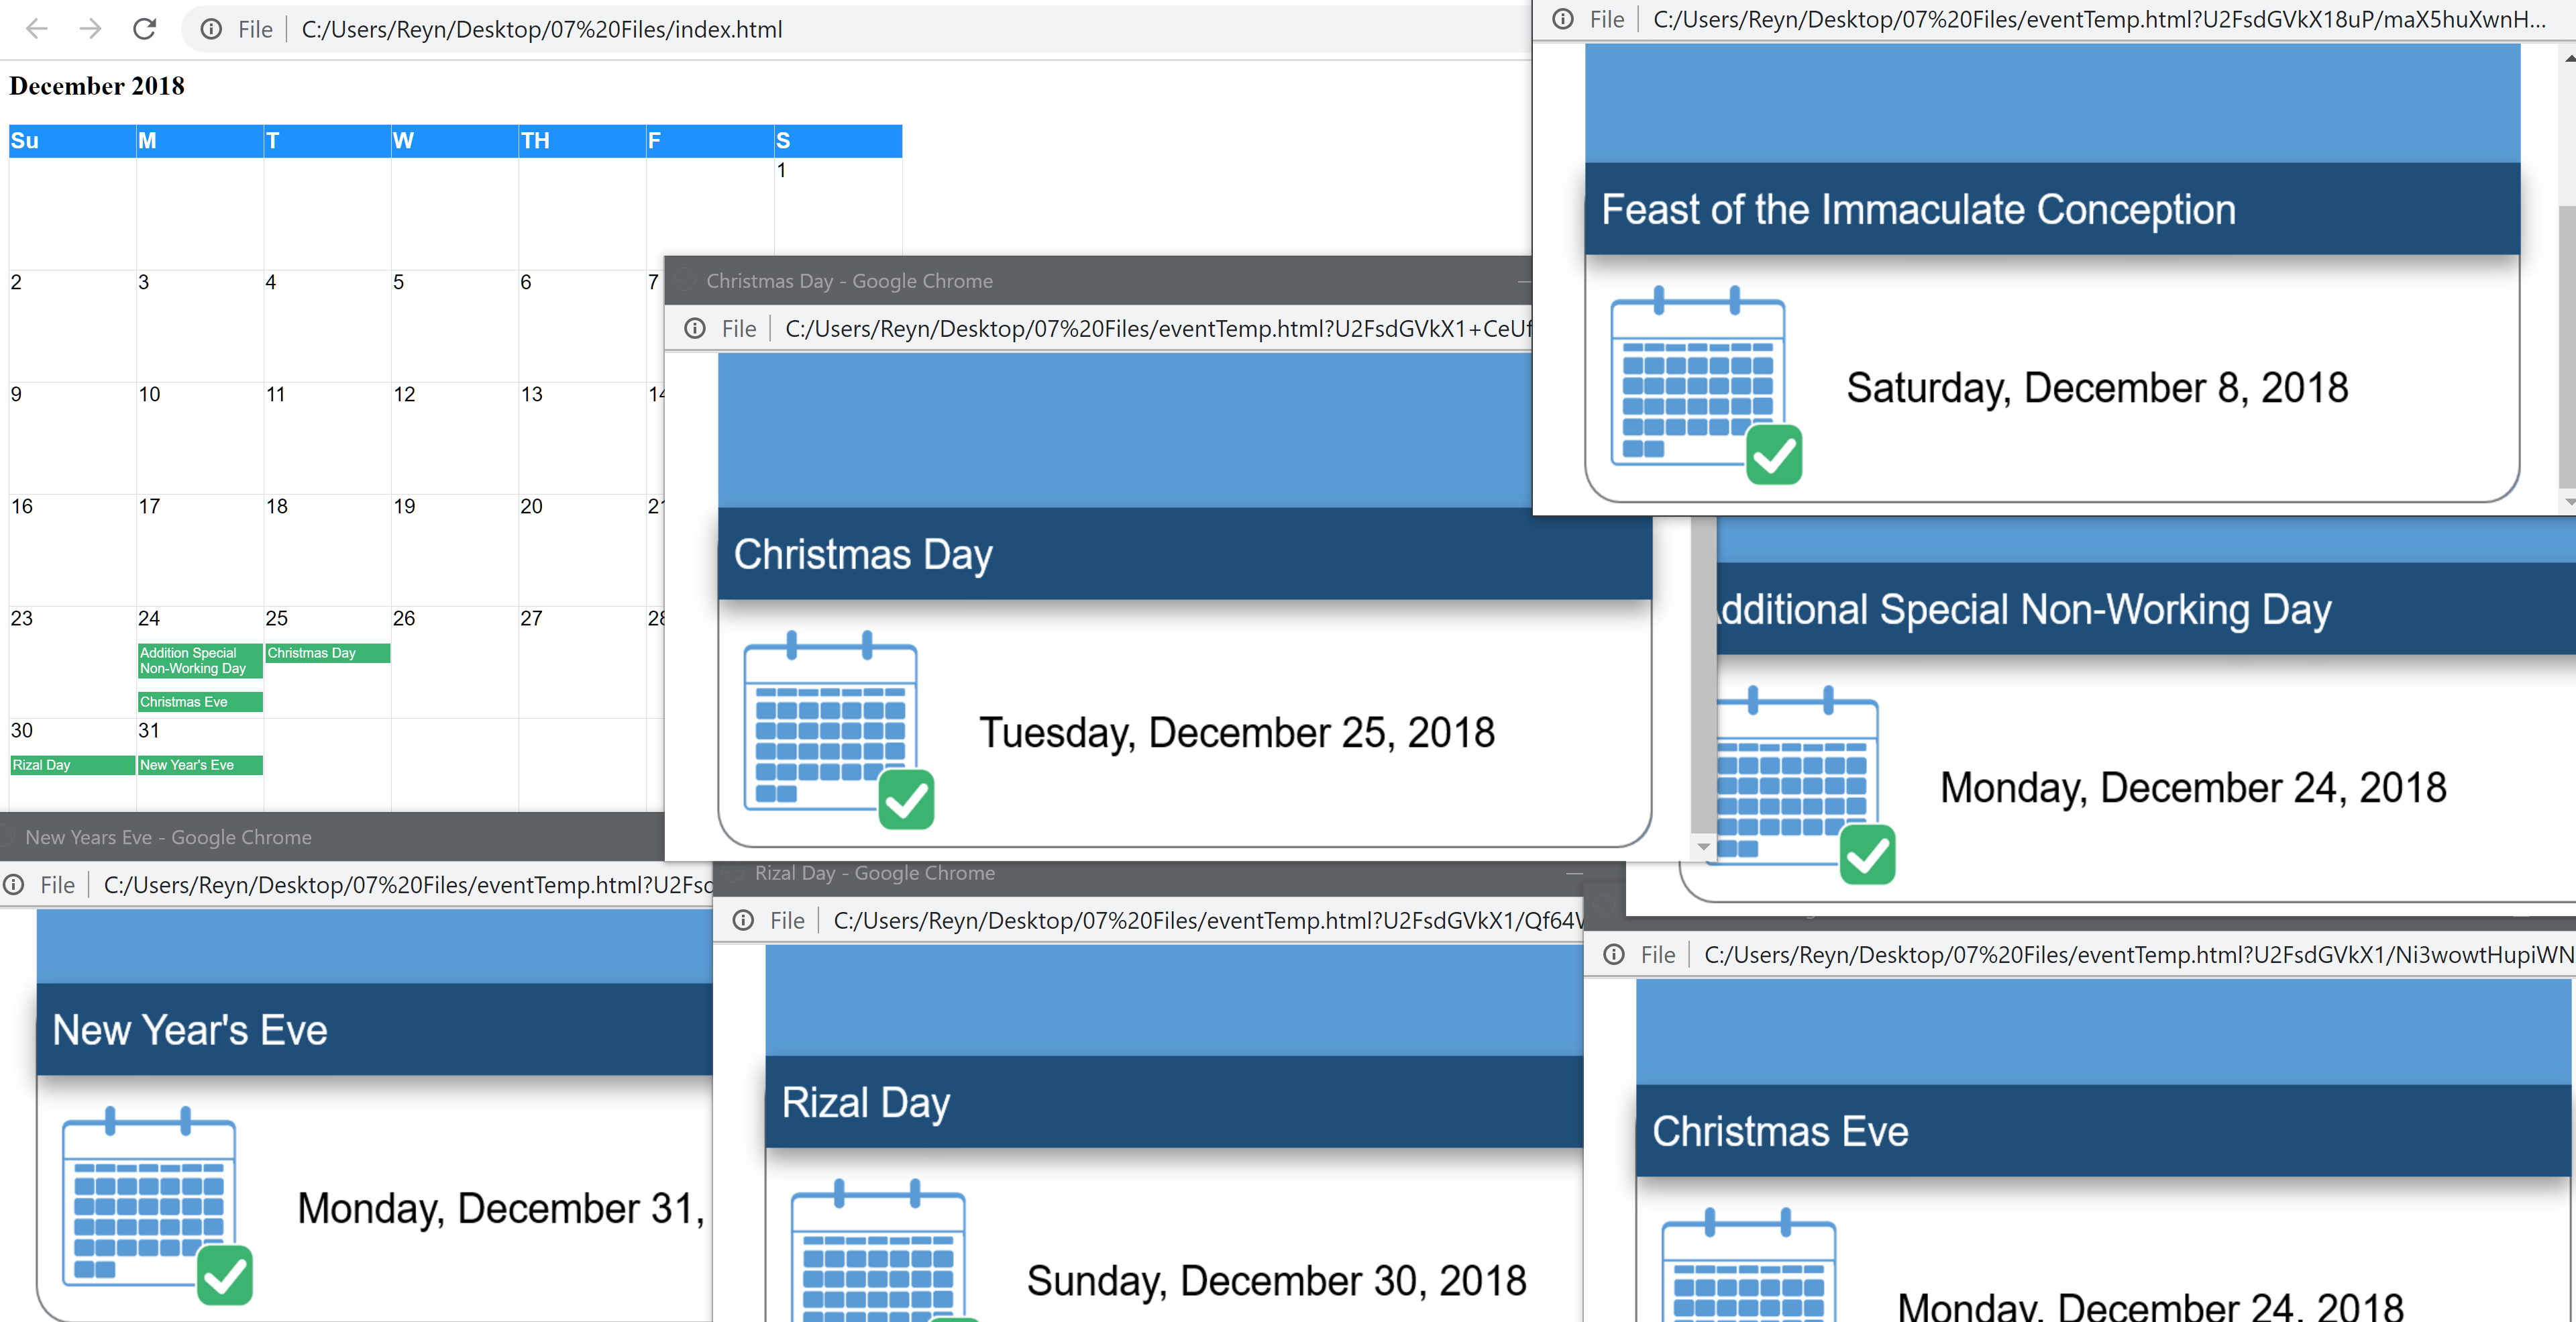 File C:/Users/Reyn/Desktop/07%20Files/index.html
December 2018
Su M T W TH F S
1
2 3 4 5 6 7
9 10 11 12 13
16 17 18 19 20
23 24 25 26 27
Addition Special
Non-Working Day
Christmas Eve
Christmas Day
30 31
Rizal Day New Year's Eve
File C:/Users/Reyn/Desktop/07%20Files/eventTemp.html?U2FsdGVkX18uP/maX5huXwnH...
Feast of the Immaculate Conception
Saturday, December 8, 2018
Christmas Day - Google Chrome
File C:/Users/Reyn/Desktop/07%20Files/eventTemp.html?U2FsdGVkX1+CeUf
Christmas Day
Tuesday, December 25, 2018
dditional Special Non-Working Day
Monday, December 24, 2018
New Years Eve - Google Chrome
File C:/Users/Reyn/Desktop/07%20Files/eventTemp.html?U2Fsd
New Year's Eve
Monday, December 31,
Rizal Day - Google Chrome
File C:/Users/Reyn/Desktop/07%20Files/eventTemp.html?U2FsdGVkX1/Qf64
Rizal Day
Sunday, December 30, 2018
File C:/Users/Reyn/Desktop/07%20Files/eventTemp.html?U2FsdGVkX1/Ni3wowtHupiWN
Christmas Eve
Monday, December 24, 2018